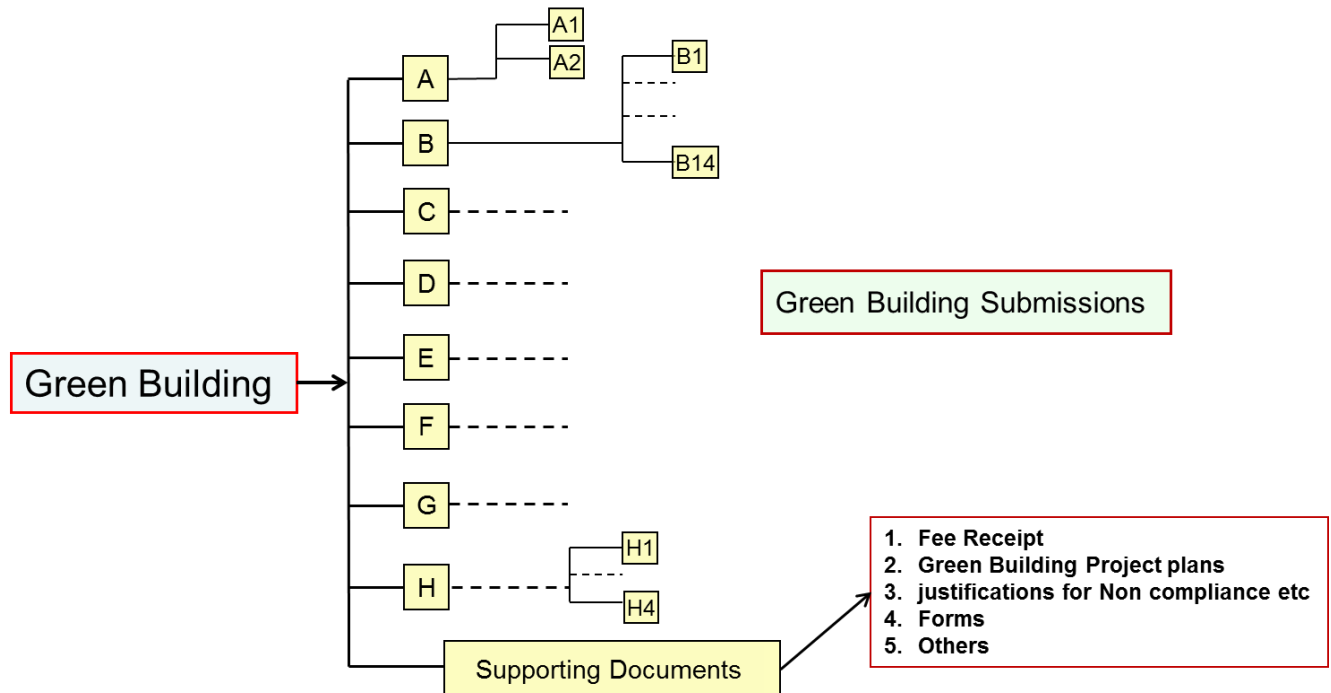 A1
A2
A
B1
B
B14
C
D
Green Building Submissions
E
Green Building
F
G
H1
H
H4
Supporting Documents
1. Fee Receipt
2. Green Building Project plans
3. justifications for Non compliance etc
4. Forms
5. Others